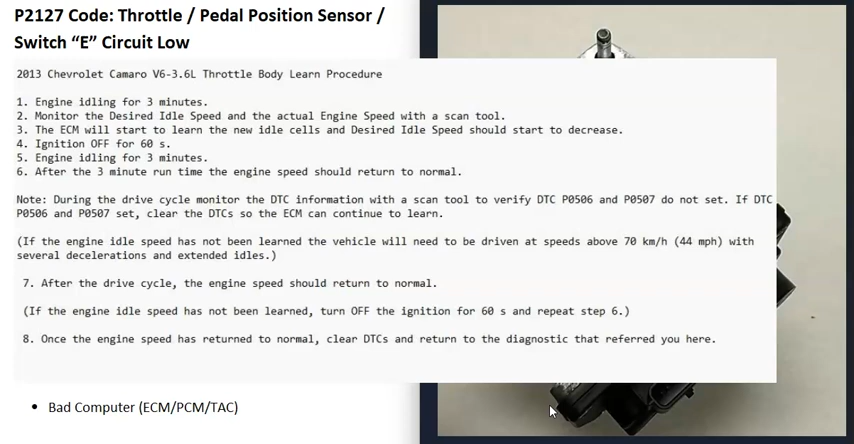 P2127 Code: Throttle / Pedal Position Sensor /
Switch “E” Circuit Low
2013 Chevrolet Camaro V6-3.6L Throttle Body Learn Procedure
1. Engine idling for 3 minutes.
2. Monitor the Desired Idle Speed and the actual Engine Speed with a scan tool.
3. The ECM will start to learn the new idle cells and Desired Idle Speed should start to decrease.
4. Ignition OFF for 60 s.
5. Engine idling for 3 minutes.
6. After the 3 minute run time the engine speed should return to normal.
Note: During the drive cycle monitor the DTC information with a scan tool to verify DTC P0506 and P0507 do not set. If DTC
P0506 and P0507 set, clear the DTCs so the ECM can continue to learn.
(If the engine idle speed has not been learned the vehicle will need to be driven at speeds above 70 km/h (44 mph) with
several decelerations and extended idles.)
7. After the drive cycle, the engine speed should return to normal.
(If the engine idle speed has not been learned, turn OFF the ignition for 60 s and repeat step 6.)
8. Once the engine speed has returned to normal, clear DTCs and return to the diagnostic that referred you here.
• Bad Computer (ECM/PCM/TAC)